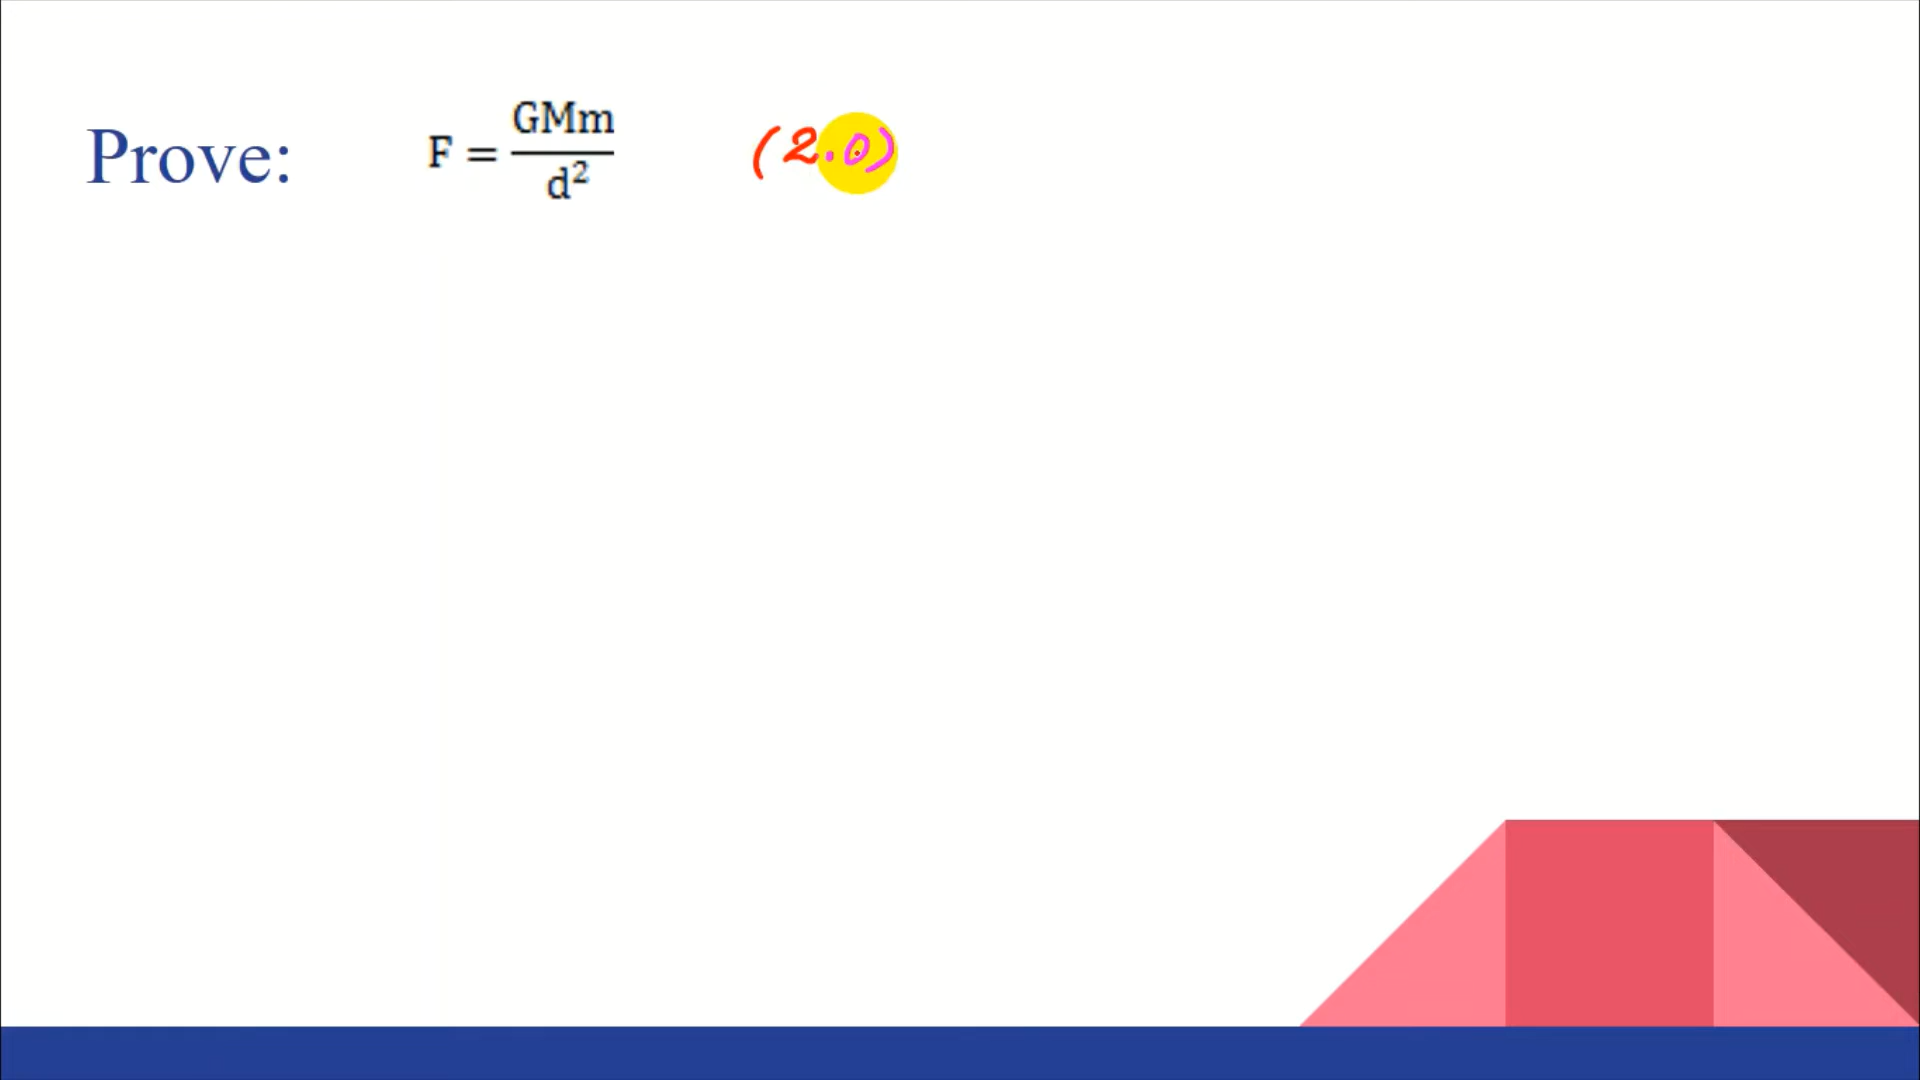 Prove: F = GMm/d² (2.0)